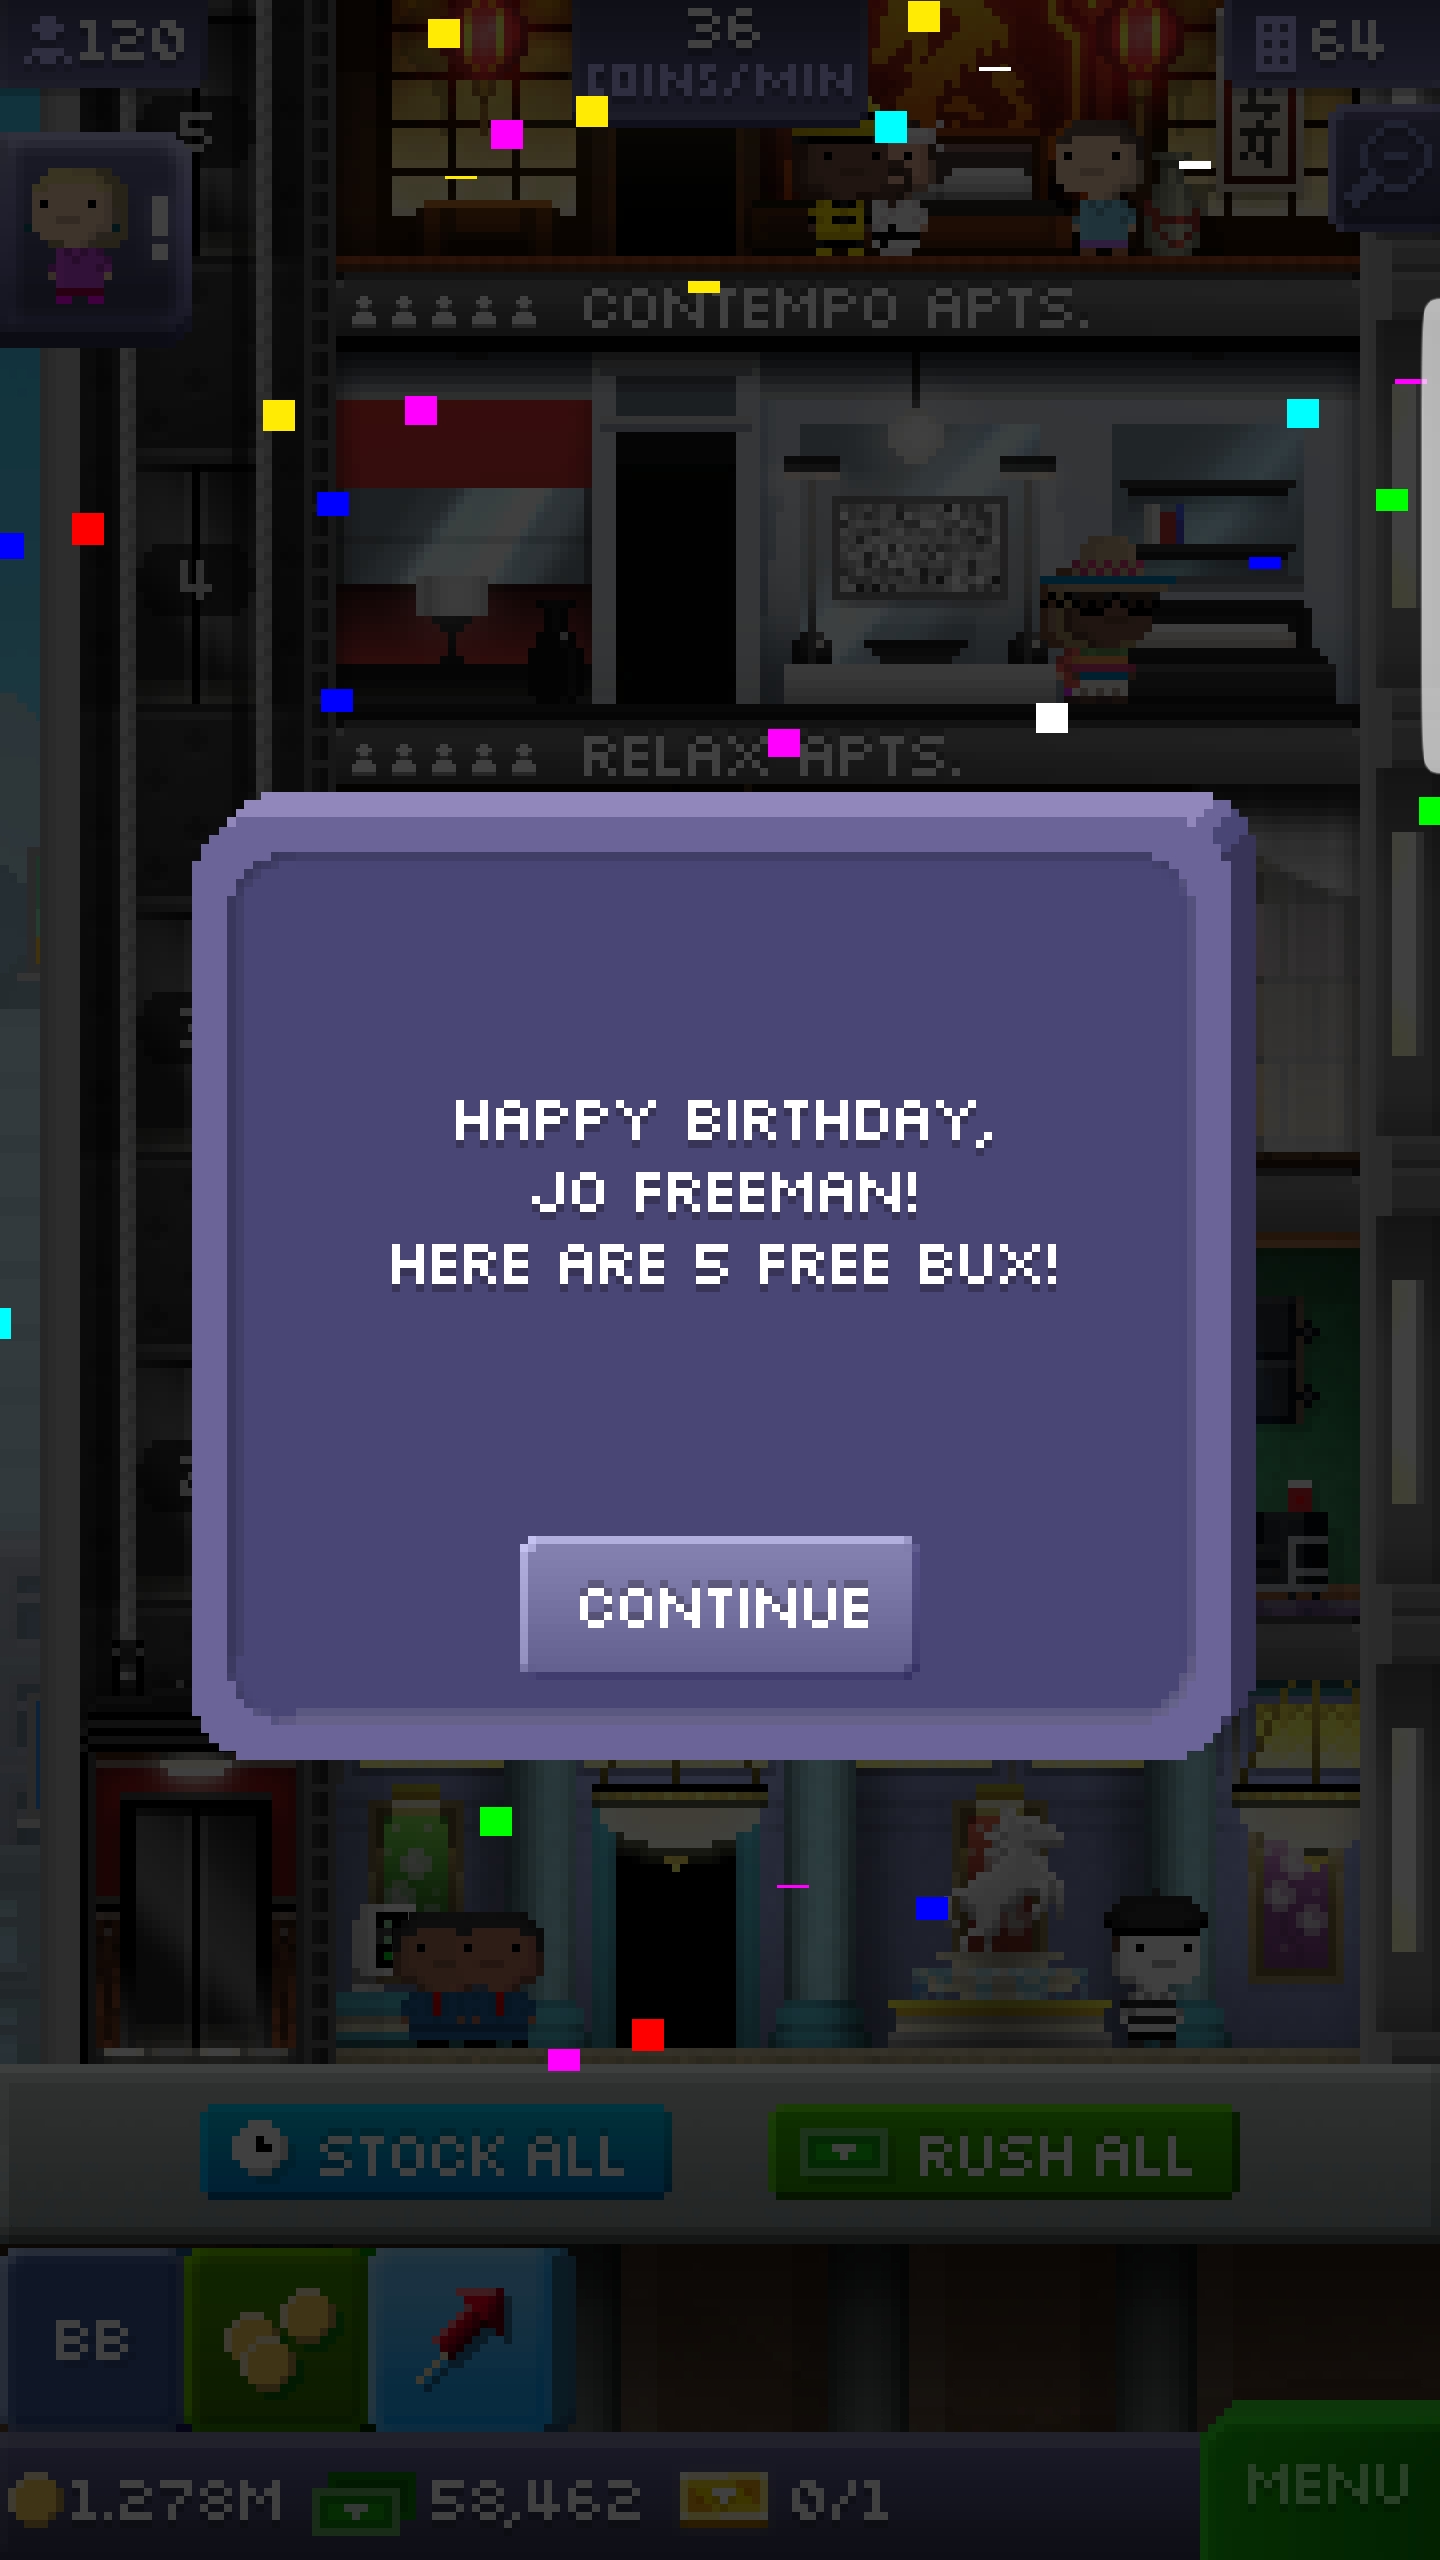 120
36
COINS/MIN
64
5
!
CONTEMPO APTS.
4
RELAX APTS.
HAPPY BIRTHDAY,
JO FREEMAN!
HERE ARE 5 FREE BUX!
CONTINUE
STOCK ALL
RUSH ALL
BB
1.278M
58,462
0/1
MENU